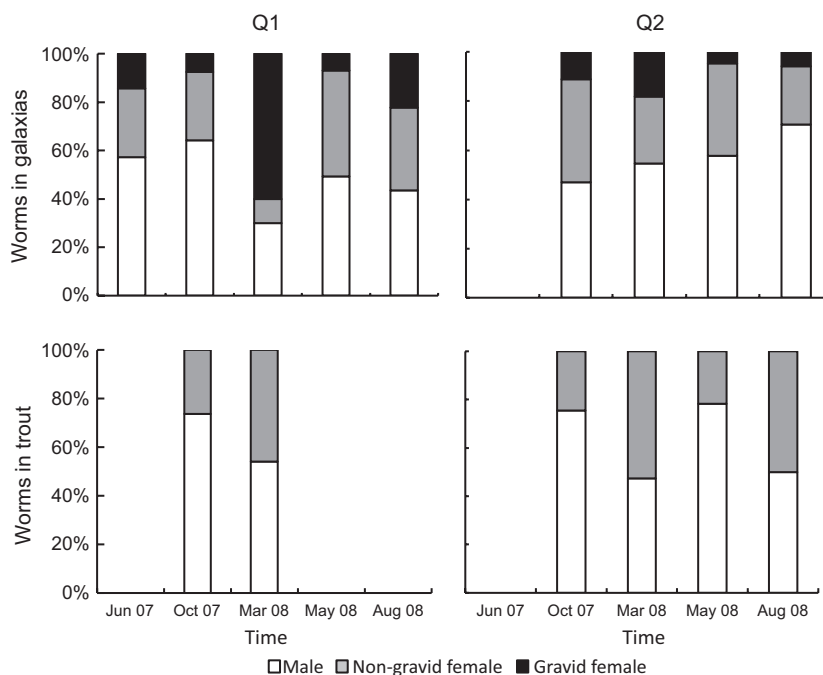 Q1
Q2
Worms in galaxias
100%
80%
60%
40%
20%
0%
Worms in trout
100%
80%
60%
40%
20%
0%
Jun 07 Oct 07 Mar 08 May 08 Aug 08
Jun 07 Oct 07 Mar 08 May 08 Aug 08
Time
Time
Male Non-gravid female Gravid female